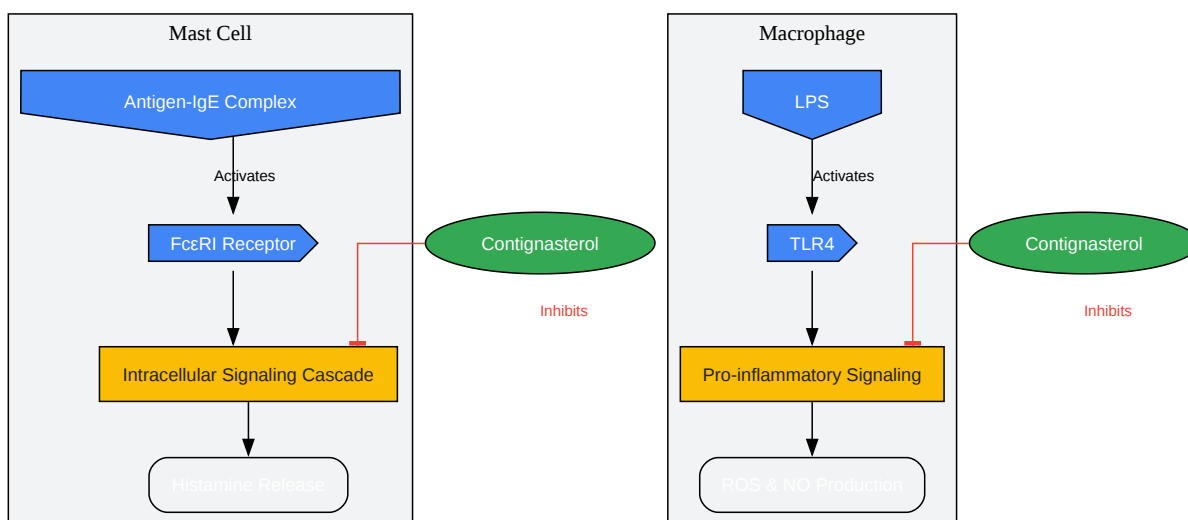 Mast Cell
Antigen-IgE Complex
Activates
FcεRI Receptor
Contignasterol
Inhibits
Intracellular Signaling Cascade
Histamine Release
Macrophage
LPS
Activates
TLR4
Contignasterol
Inhibits
Pro-inflammatory Signaling
ROS & NO Production